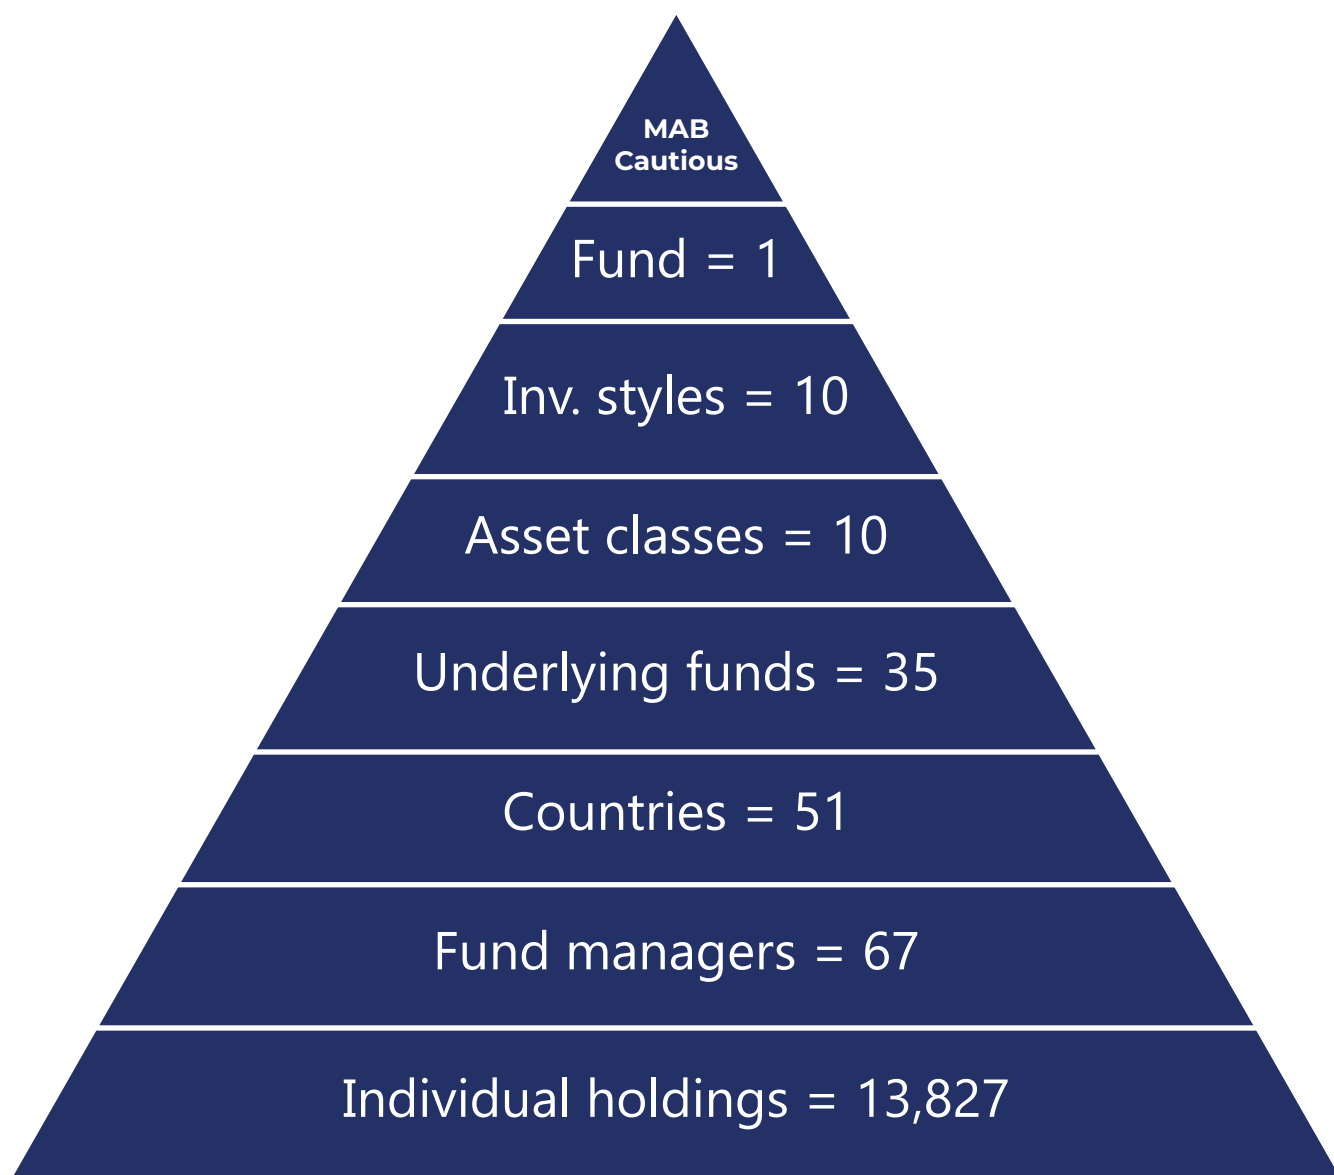 MAB
Cautious
Fund = 1
Inv. styles = 10
Asset classes = 10
Underlying funds = 35
Countries = 51
Fund managers = 67
Individual holdings = 13,827